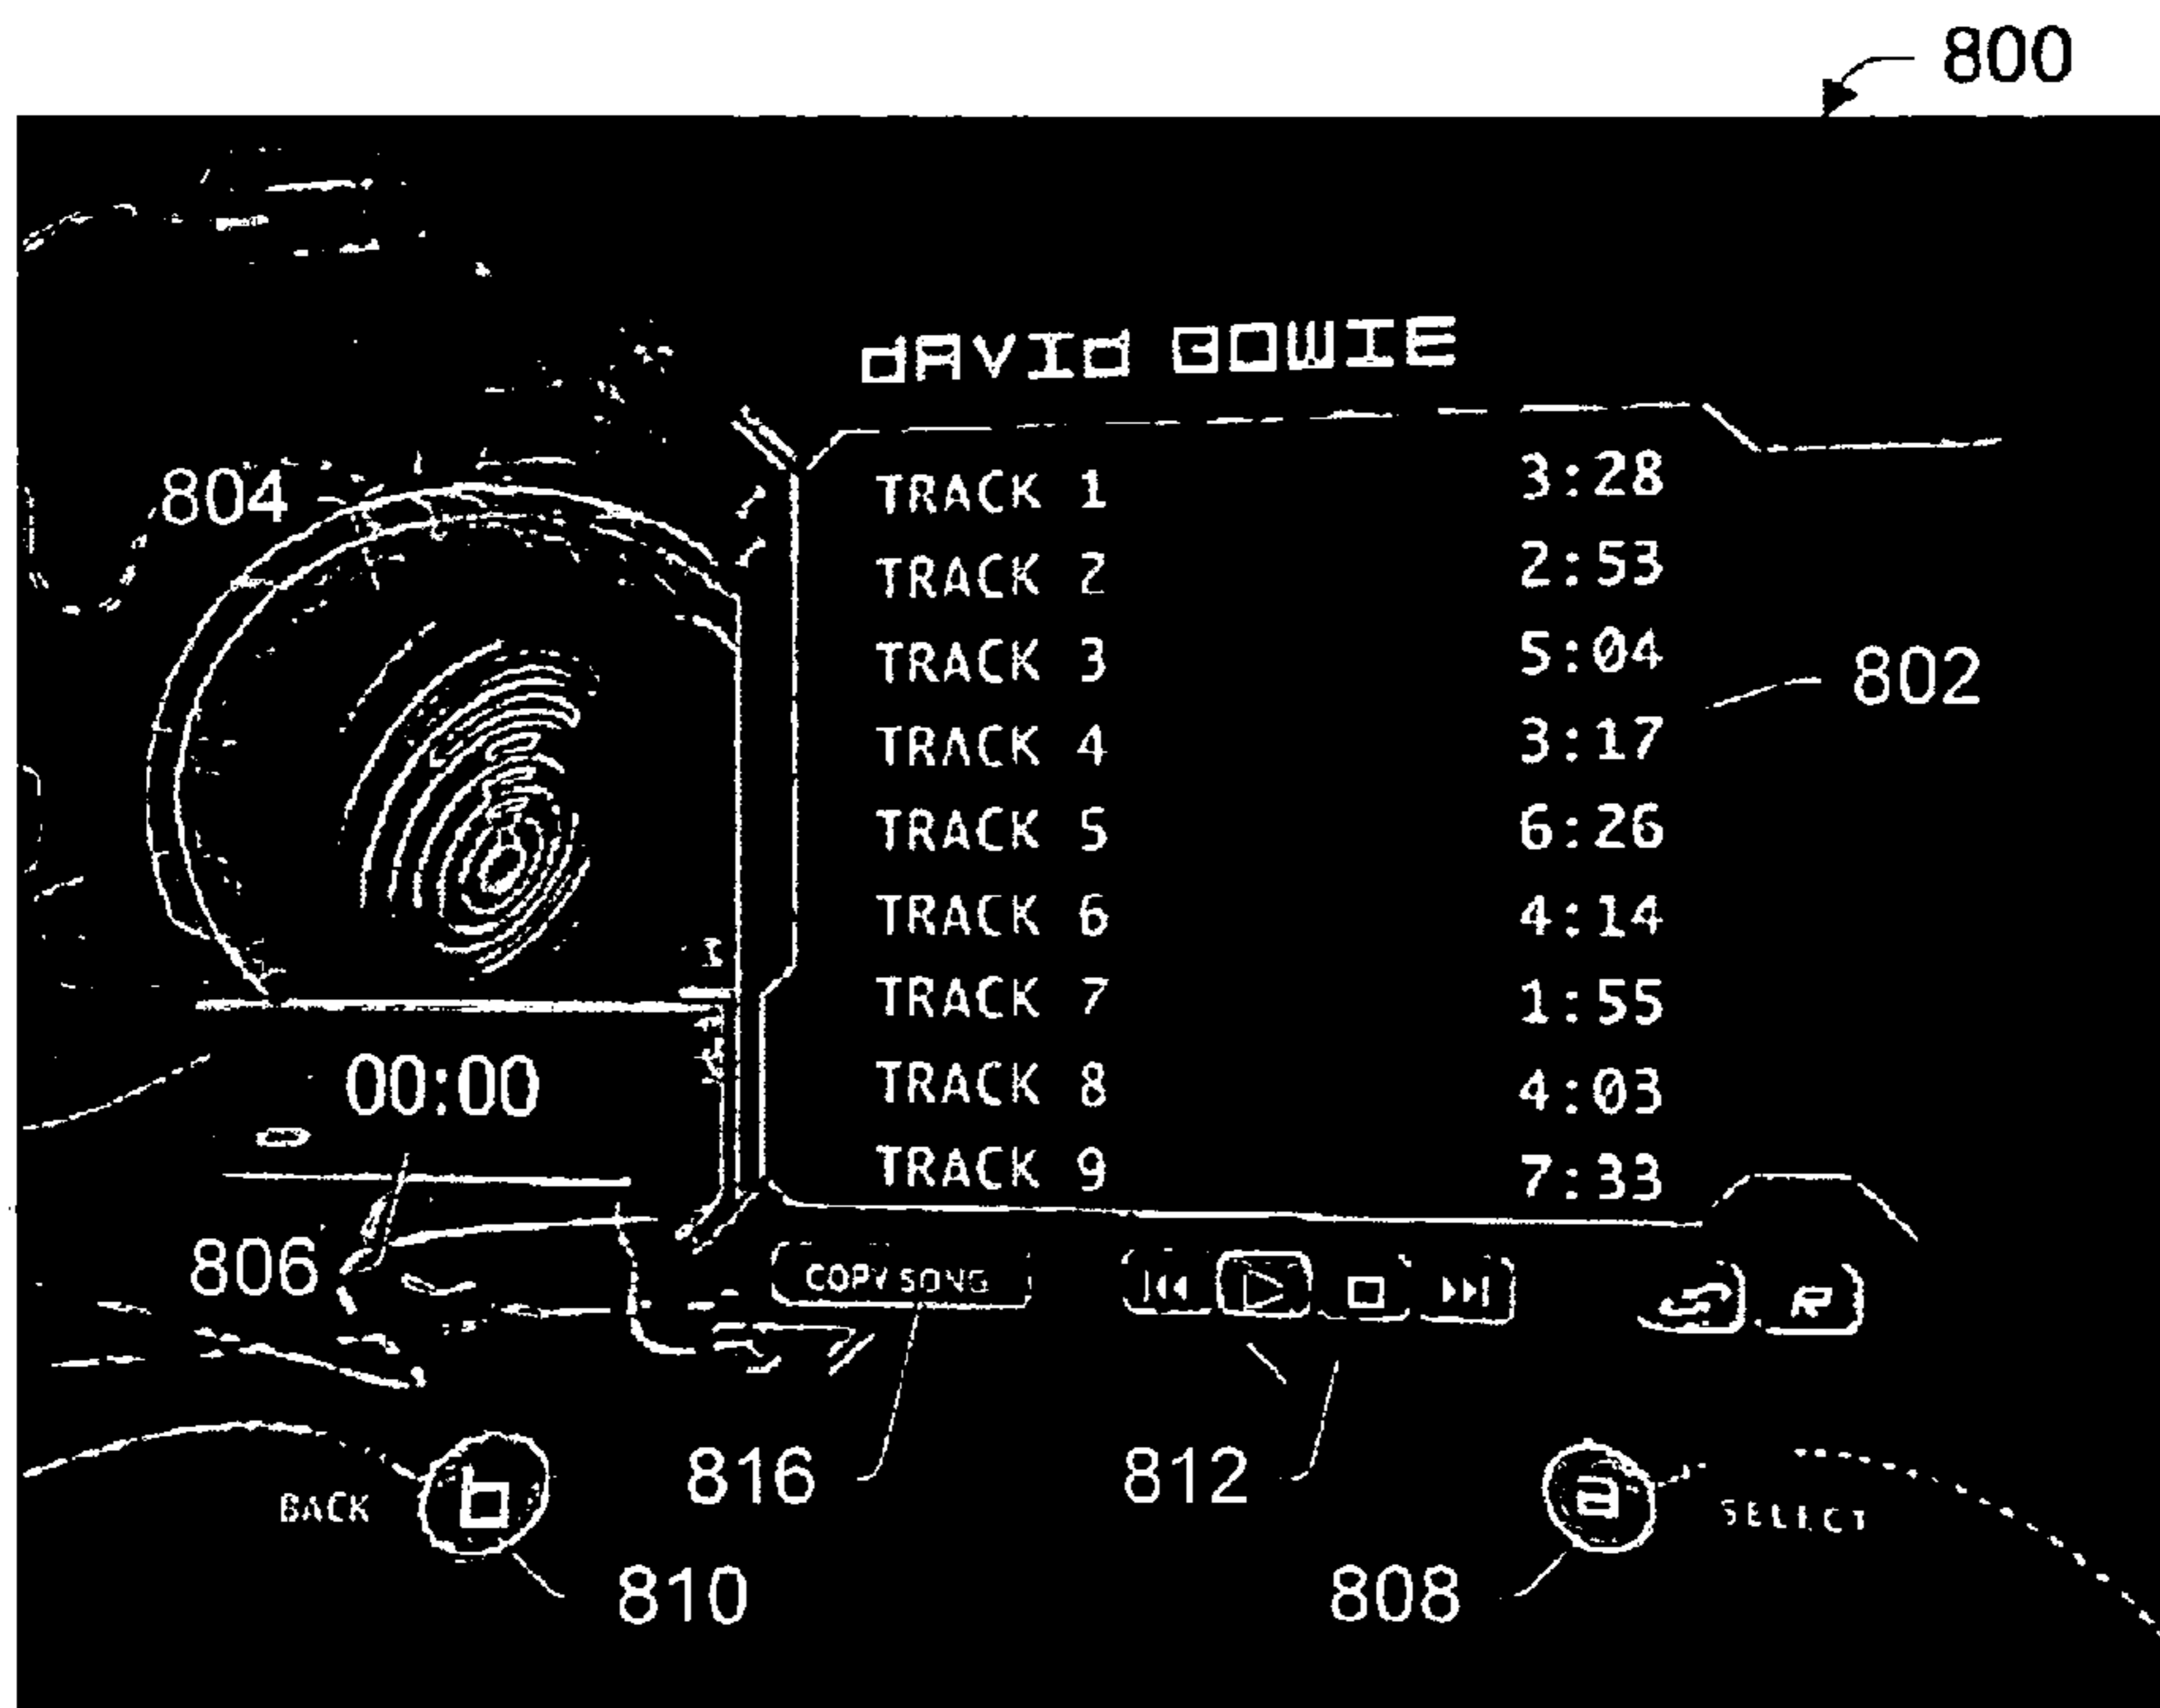 800
dAVId BOWIE
804
TRACK 1 3:28
TRACK 2 2:53
TRACK 3 5:04
802
TRACK 4 3:17
TRACK 5 6:26
TRACK 6 4:14
TRACK 7 1:55
00:00
TRACK 8 4:03
TRACK 9 7:33
806
COPY SONG
S R
816 812
BACK b a SELECT
810 808